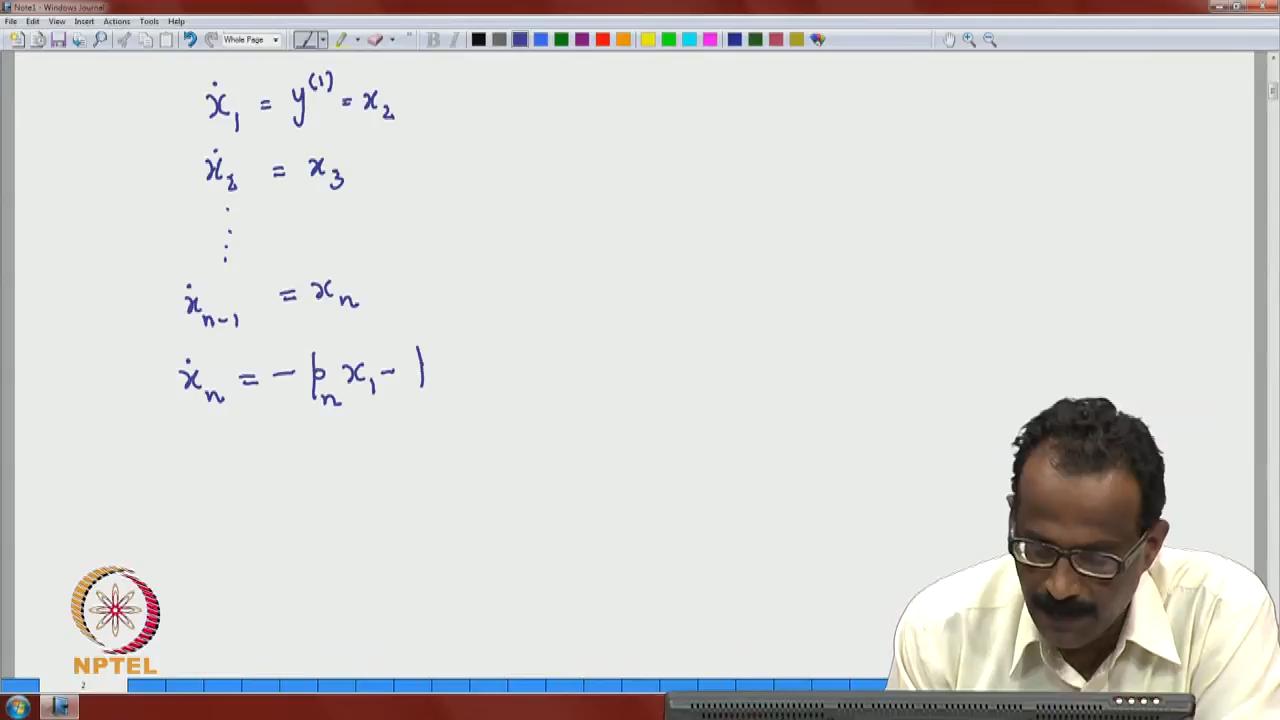 Note1 - Windows Journal
File Edit View Insert Actions Tools Help
Whole Page B I
ẋ₁ = y⁽¹⁾ = x₂
ẋ₂ = x₃
⋮
ẋₙ₋₁ = xₙ
ẋₙ = - pₙ x₁ -
NPTEL
2